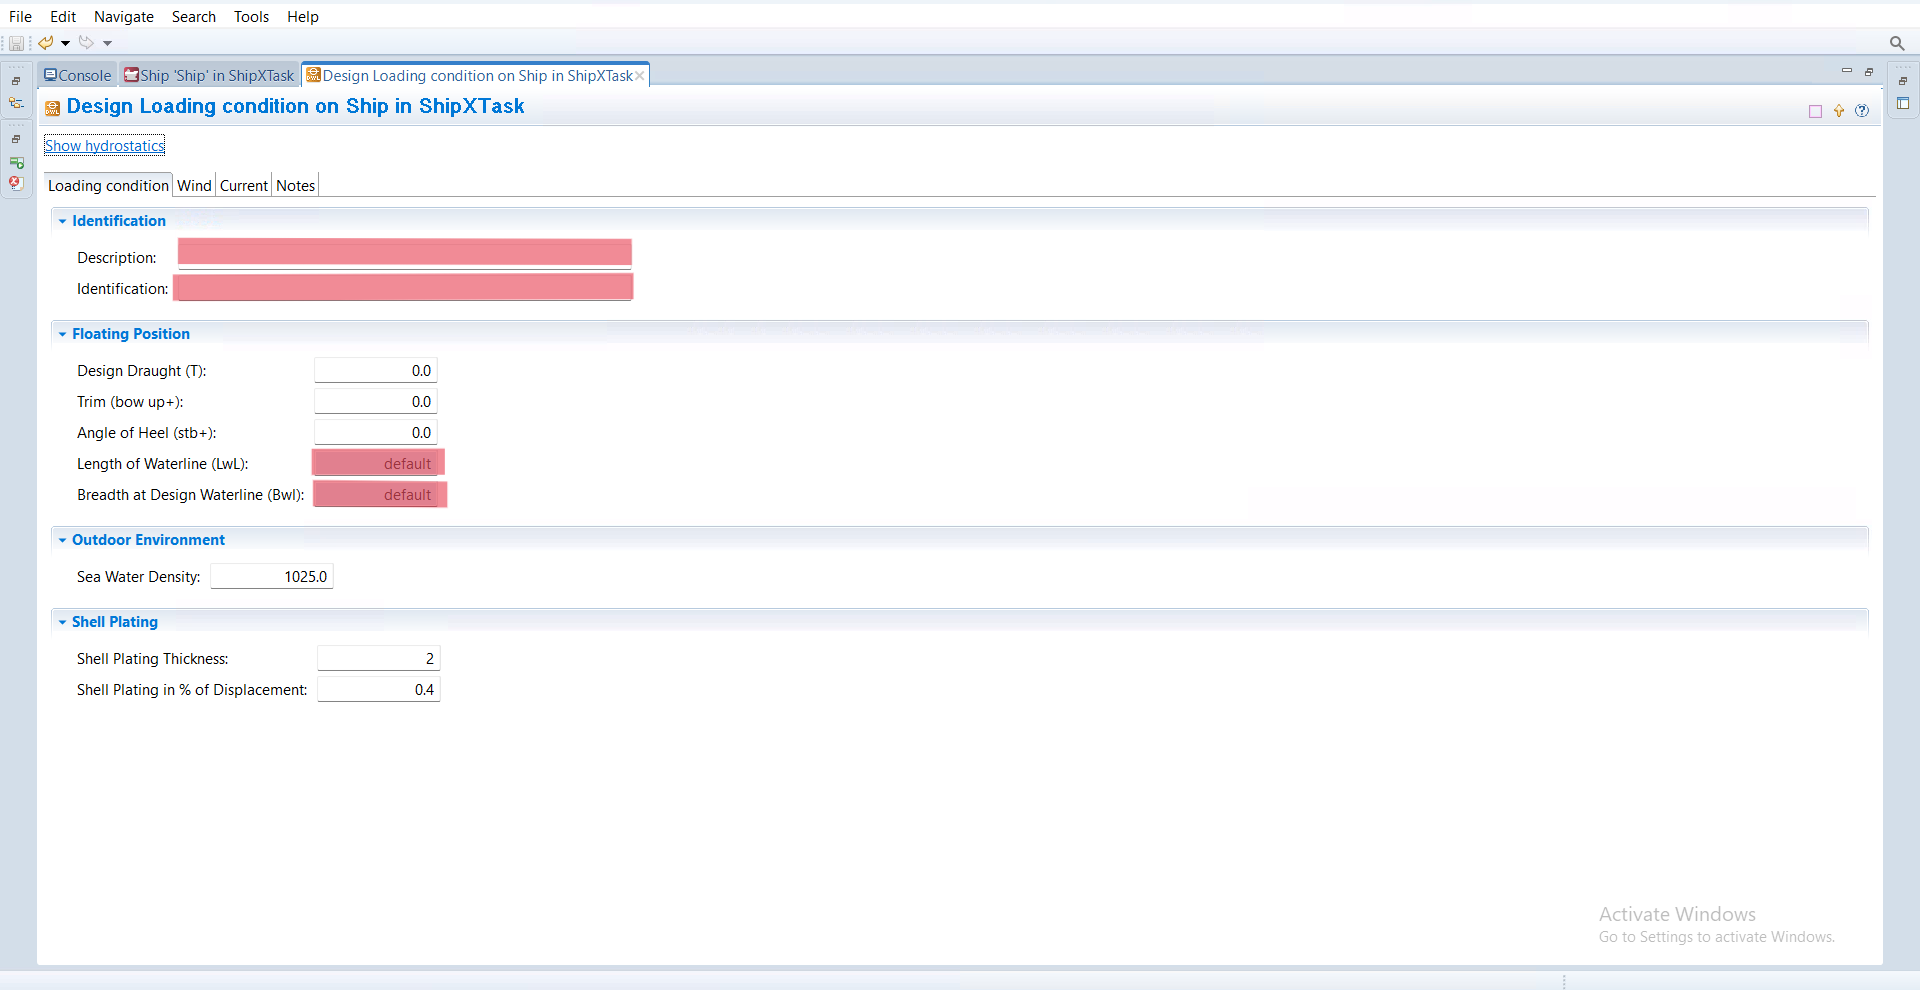 File Edit Navigate Search Tools Help
Console Ship 'Ship' in ShipXTask Design Loading condition on Ship in ShipXTask
Design Loading condition on Ship in ShipXTask
Show hydrostatics
Loading condition Wind Current Notes
Identification
Description:
Identification:
Floating Position
Design Draught (T): 0.0
Trim (bow up+): 0.0
Angle of Heel (stb+): 0.0
Length of Waterline (LwL): default
Breadth at Design Waterline (Bwl): default
Outdoor Environment
Sea Water Density: 1025.0
Shell Plating
Shell Plating Thickness: 2
Shell Plating in % of Displacement: 0.4
Activate Windows
Go to Settings to activate Windows.